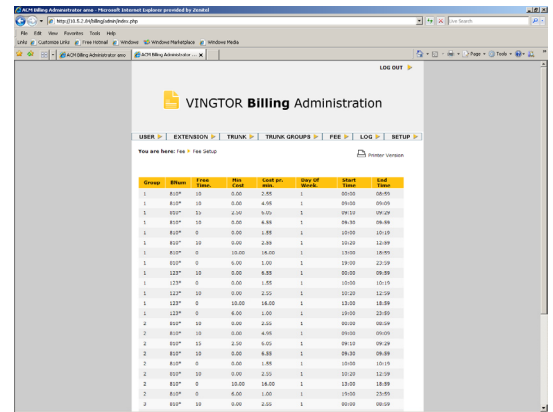 ACM Billing Administrator area - Microsoft Internet Explorer provided by Zenitel
http://10.5.2.84/billing/admin/index.php
Live Search
File Edit View Favorites Tools Help
Links Customize Links Free Hotmail Windows Windows Marketplace Windows Media
ACM Billing Administrator area
ACM Billing Administrator ...
Page Tools
LOG OUT
VINGTOR Billing Administration
USER EXTENSION TRUNK TRUNK GROUPS FEE LOG SETUP
You are here: Fee Fee Setup
Printer Version
Group BNum Free Time. Min Cost Cost pr. min. Day Of Week. Start Time End Time
1 810* 10 0.00 2.55 1 00:00 08:59
1 810* 10 0.00 4.95 1 09:00 09:09
1 810* 15 2.50 6.05 1 09:10 09:29
1 810* 10 0.00 6.55 1 09:30 09:59
1 810* 0 0.00 1.55 1 10:00 10:19
1 810* 10 0.00 2.55 1 10:20 12:59
1 810* 0 10.00 16.00 1 13:00 18:59
1 810* 0 6.00 1.00 1 19:00 23:59
1 123* 10 0.00 6.55 1 00:00 09:59
1 123* 0 0.00 1.55 1 10:00 10:19
1 123* 10 0.00 2.55 1 10:20 12:59
1 123* 0 10.00 16.00 1 13:00 18:59
1 123* 0 6.00 1.00 1 19:00 23:59
2 810* 10 0.00 2.55 1 00:00 08:59
2 810* 10 0.00 4.95 1 09:00 09:09
2 810* 15 2.50 6.05 1 09:10 09:29
2 810* 10 0.00 6.55 1 09:30 09:59
2 810* 0 0.00 1.55 1 10:00 10:19
2 810* 10 0.00 2.55 1 10:20 12:59
2 810* 0 10.00 16.00 1 13:00 18:59
2 810* 0 6.00 1.00 1 19:00 23:59
3 810* 10 0.00 2.55 1 00:00 08:59